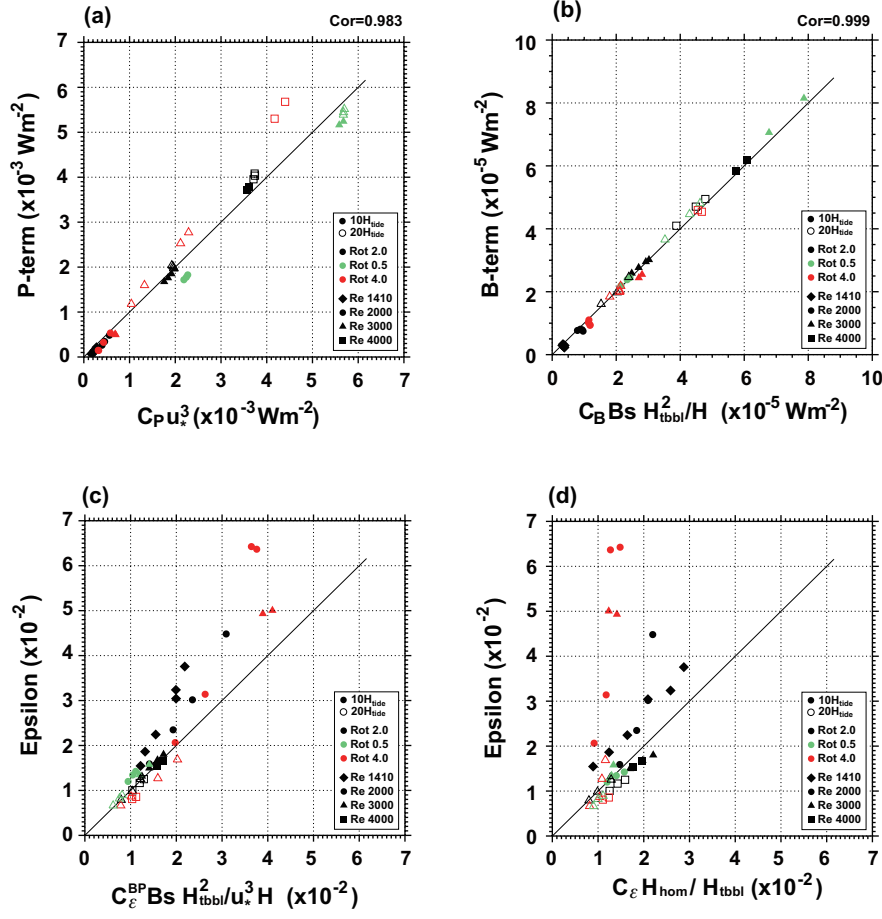 (a)
Cor=0.983
P-term (x10⁻³ Wm⁻²)
7
6
5
4
3
2
1
0
0 1 2 3 4 5 6 7
C_P u_*^3 (x10⁻³ Wm⁻²)
10H_tide
20H_tide
Rot 2.0
Rot 0.5
Rot 4.0
Re 1410
Re 2000
Re 3000
Re 4000
(b)
Cor=0.999
B-term (x10⁻⁵ Wm⁻²)
10
8
6
4
2
0
0 2 4 6 8 10
C_B Bs H_tbbl^2/H (x10⁻⁵ Wm⁻²)
10H_tide
20H_tide
Rot 2.0
Rot 0.5
Rot 4.0
Re 1410
Re 2000
Re 3000
Re 4000
(c)
Epsilon (x10⁻²)
7
6
5
4
3
2
1
0
0 1 2 3 4 5 6 7
C_ε^BP Bs H_tbbl^2/u_*^3 H (x10⁻²)
10H_tide
20H_tide
Rot 2.0
Rot 0.5
Rot 4.0
Re 1410
Re 2000
Re 3000
Re 4000
(d)
Epsilon (x10⁻²)
7
6
5
4
3
2
1
0
0 1 2 3 4 5 6 7
C_ε H_hom/H_tbbl (x10⁻²)
10H_tide
20H_tide
Rot 2.0
Rot 0.5
Rot 4.0
Re 1410
Re 2000
Re 3000
Re 4000